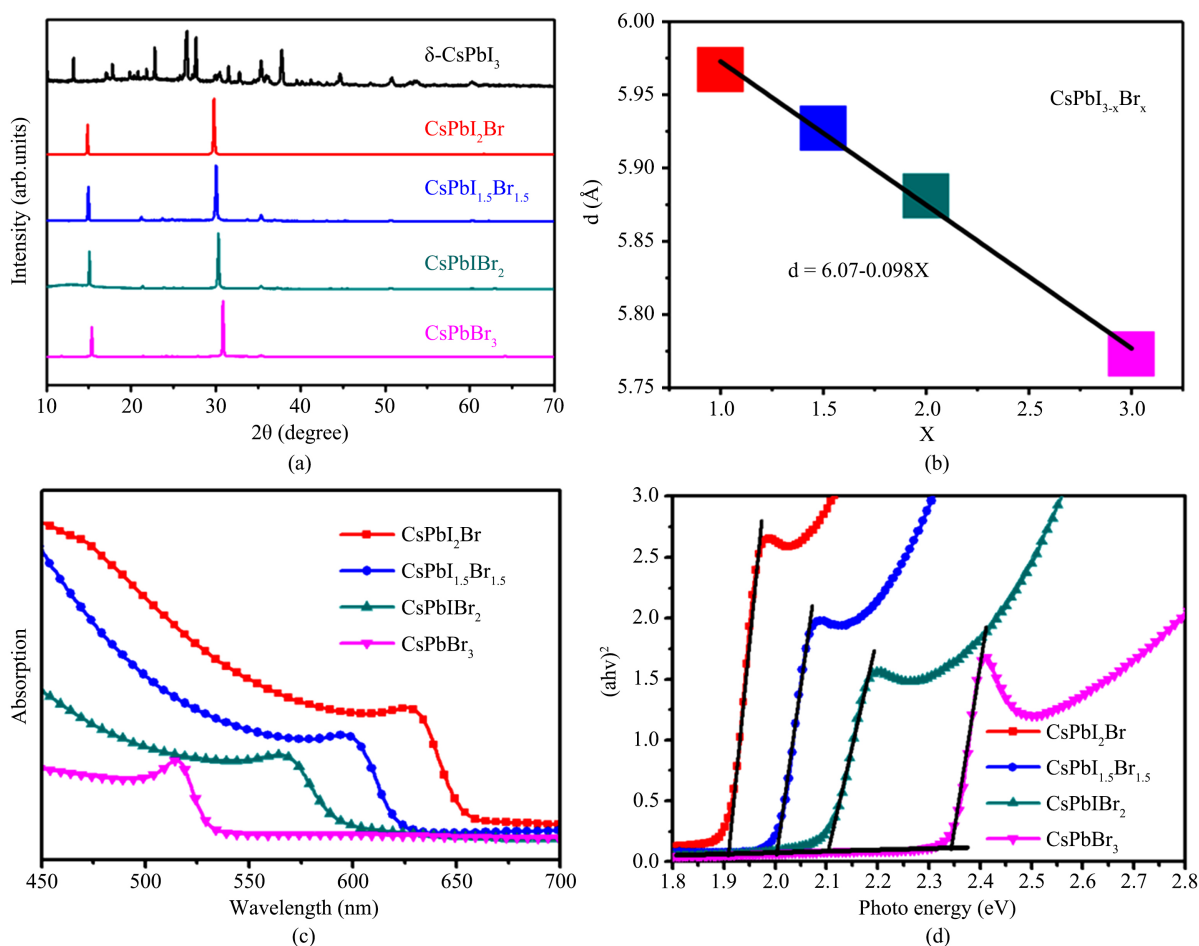 δ-CsPbI₃
CsPbI₂Br
CsPbI₁.₅Br₁.₅
CsPbIBr₂
CsPbBr₃
Intensity (arb.units)
10 20 30 40 50 60 70
2θ (degree)
(a)
6.00
5.95
5.90
5.85
5.80
5.75
d (Å)
CsPbI₃₋ₓBrₓ
d = 6.07-0.098X
1.0 1.5 2.0 2.5 3.0
X
(b)
Absorption
CsPbI₂Br
CsPbI₁.₅Br₁.₅
CsPbIBr₂
CsPbBr₃
450 500 550 600 650 700
Wavelength (nm)
(c)
3.0
2.5
2.0
1.5
1.0
0.5
0.0
(ahv)²
CsPbI₂Br
CsPbI₁.₅Br₁.₅
CsPbIBr₂
CsPbBr₃
1.8 1.9 2.0 2.1 2.2 2.3 2.4 2.5 2.6 2.7 2.8
Photo energy (eV)
(d)